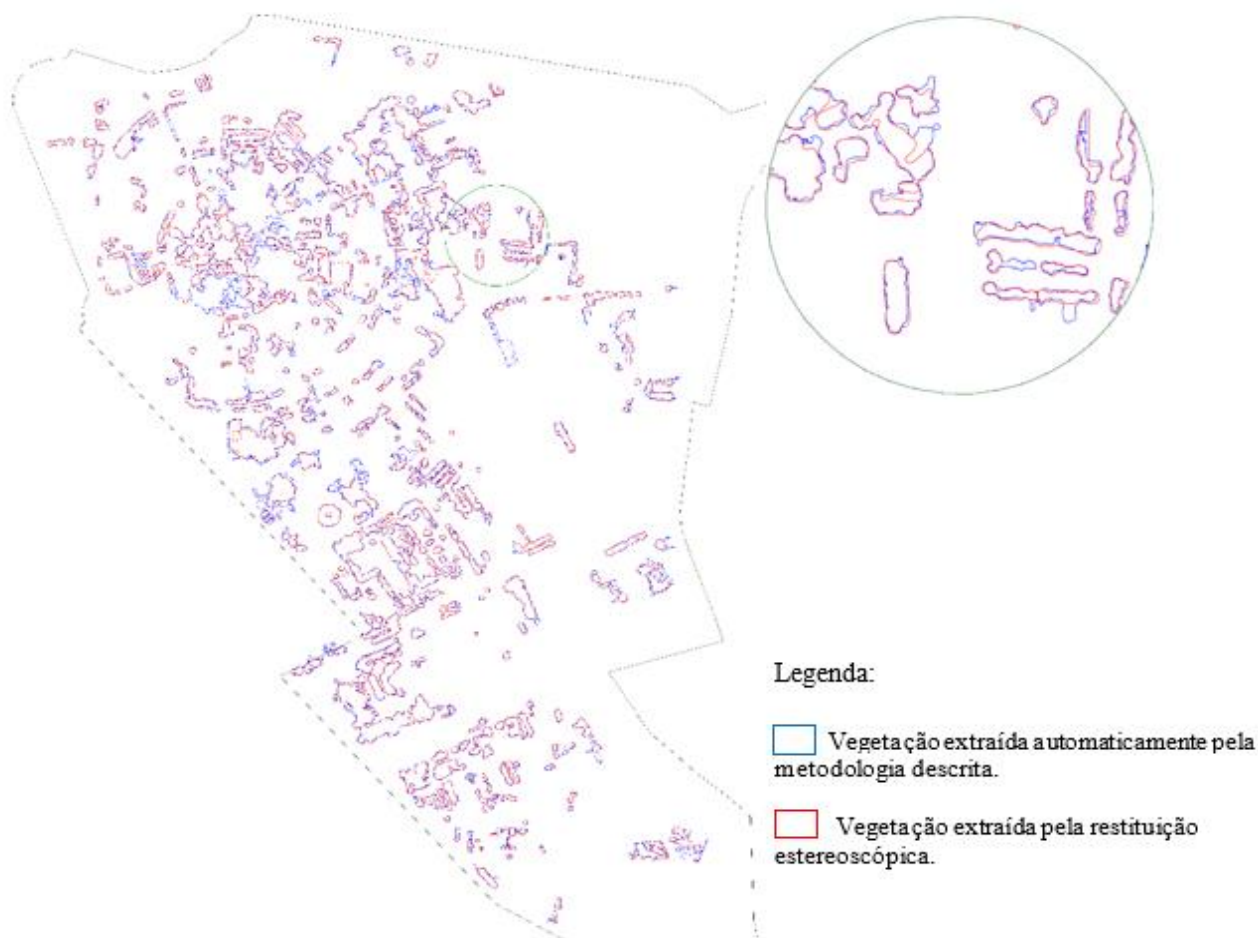 Legenda:
Vegetação extraída automaticamente pela
metodologia descrita.
Vegetação extraída pela restituição
estereoscópica.